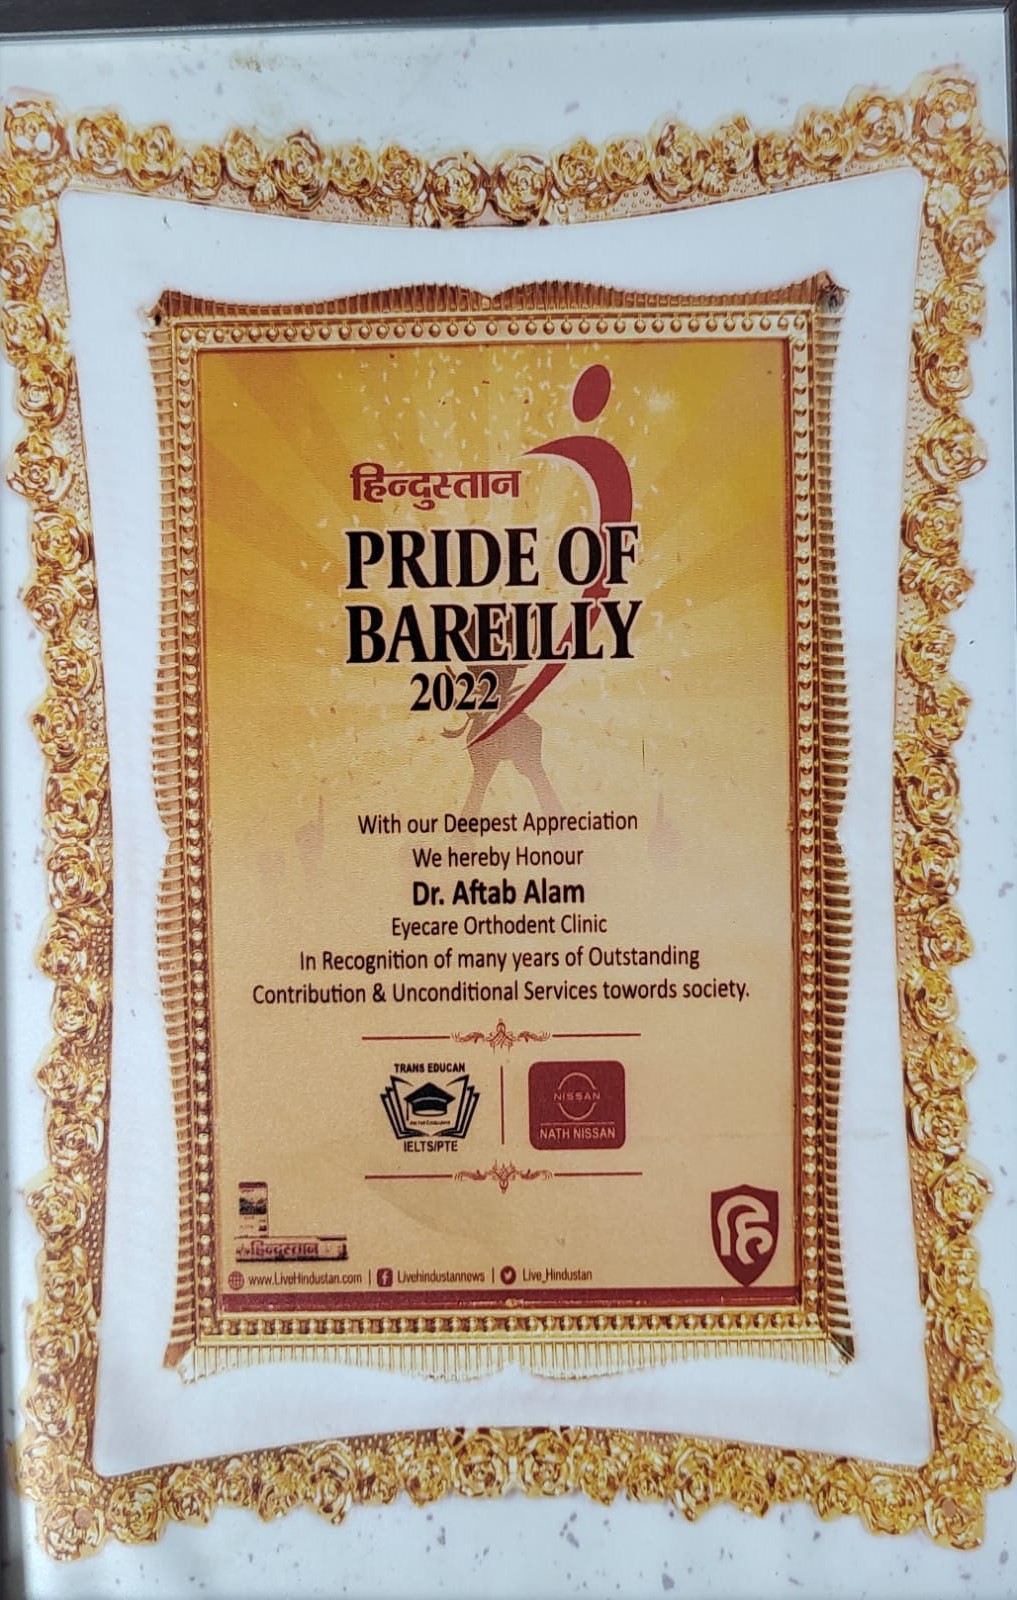 हिन्दुस्तान
PRIDE OF
BAREILLY
2022
With our Deepest Appreciation
We hereby Honour
Dr. Aftab Alam
Eyecare Orthodent Clinic
In Recognition of many years of Outstanding
Contribution & Unconditional Services towords society.
TRANS EDUCAN
IELTS/PTE
NISSAN
NATH NISSAN
हिन्दुस्तान
हि
www.LiveHindustan.com | Livehindustannews | Live_Hindustan